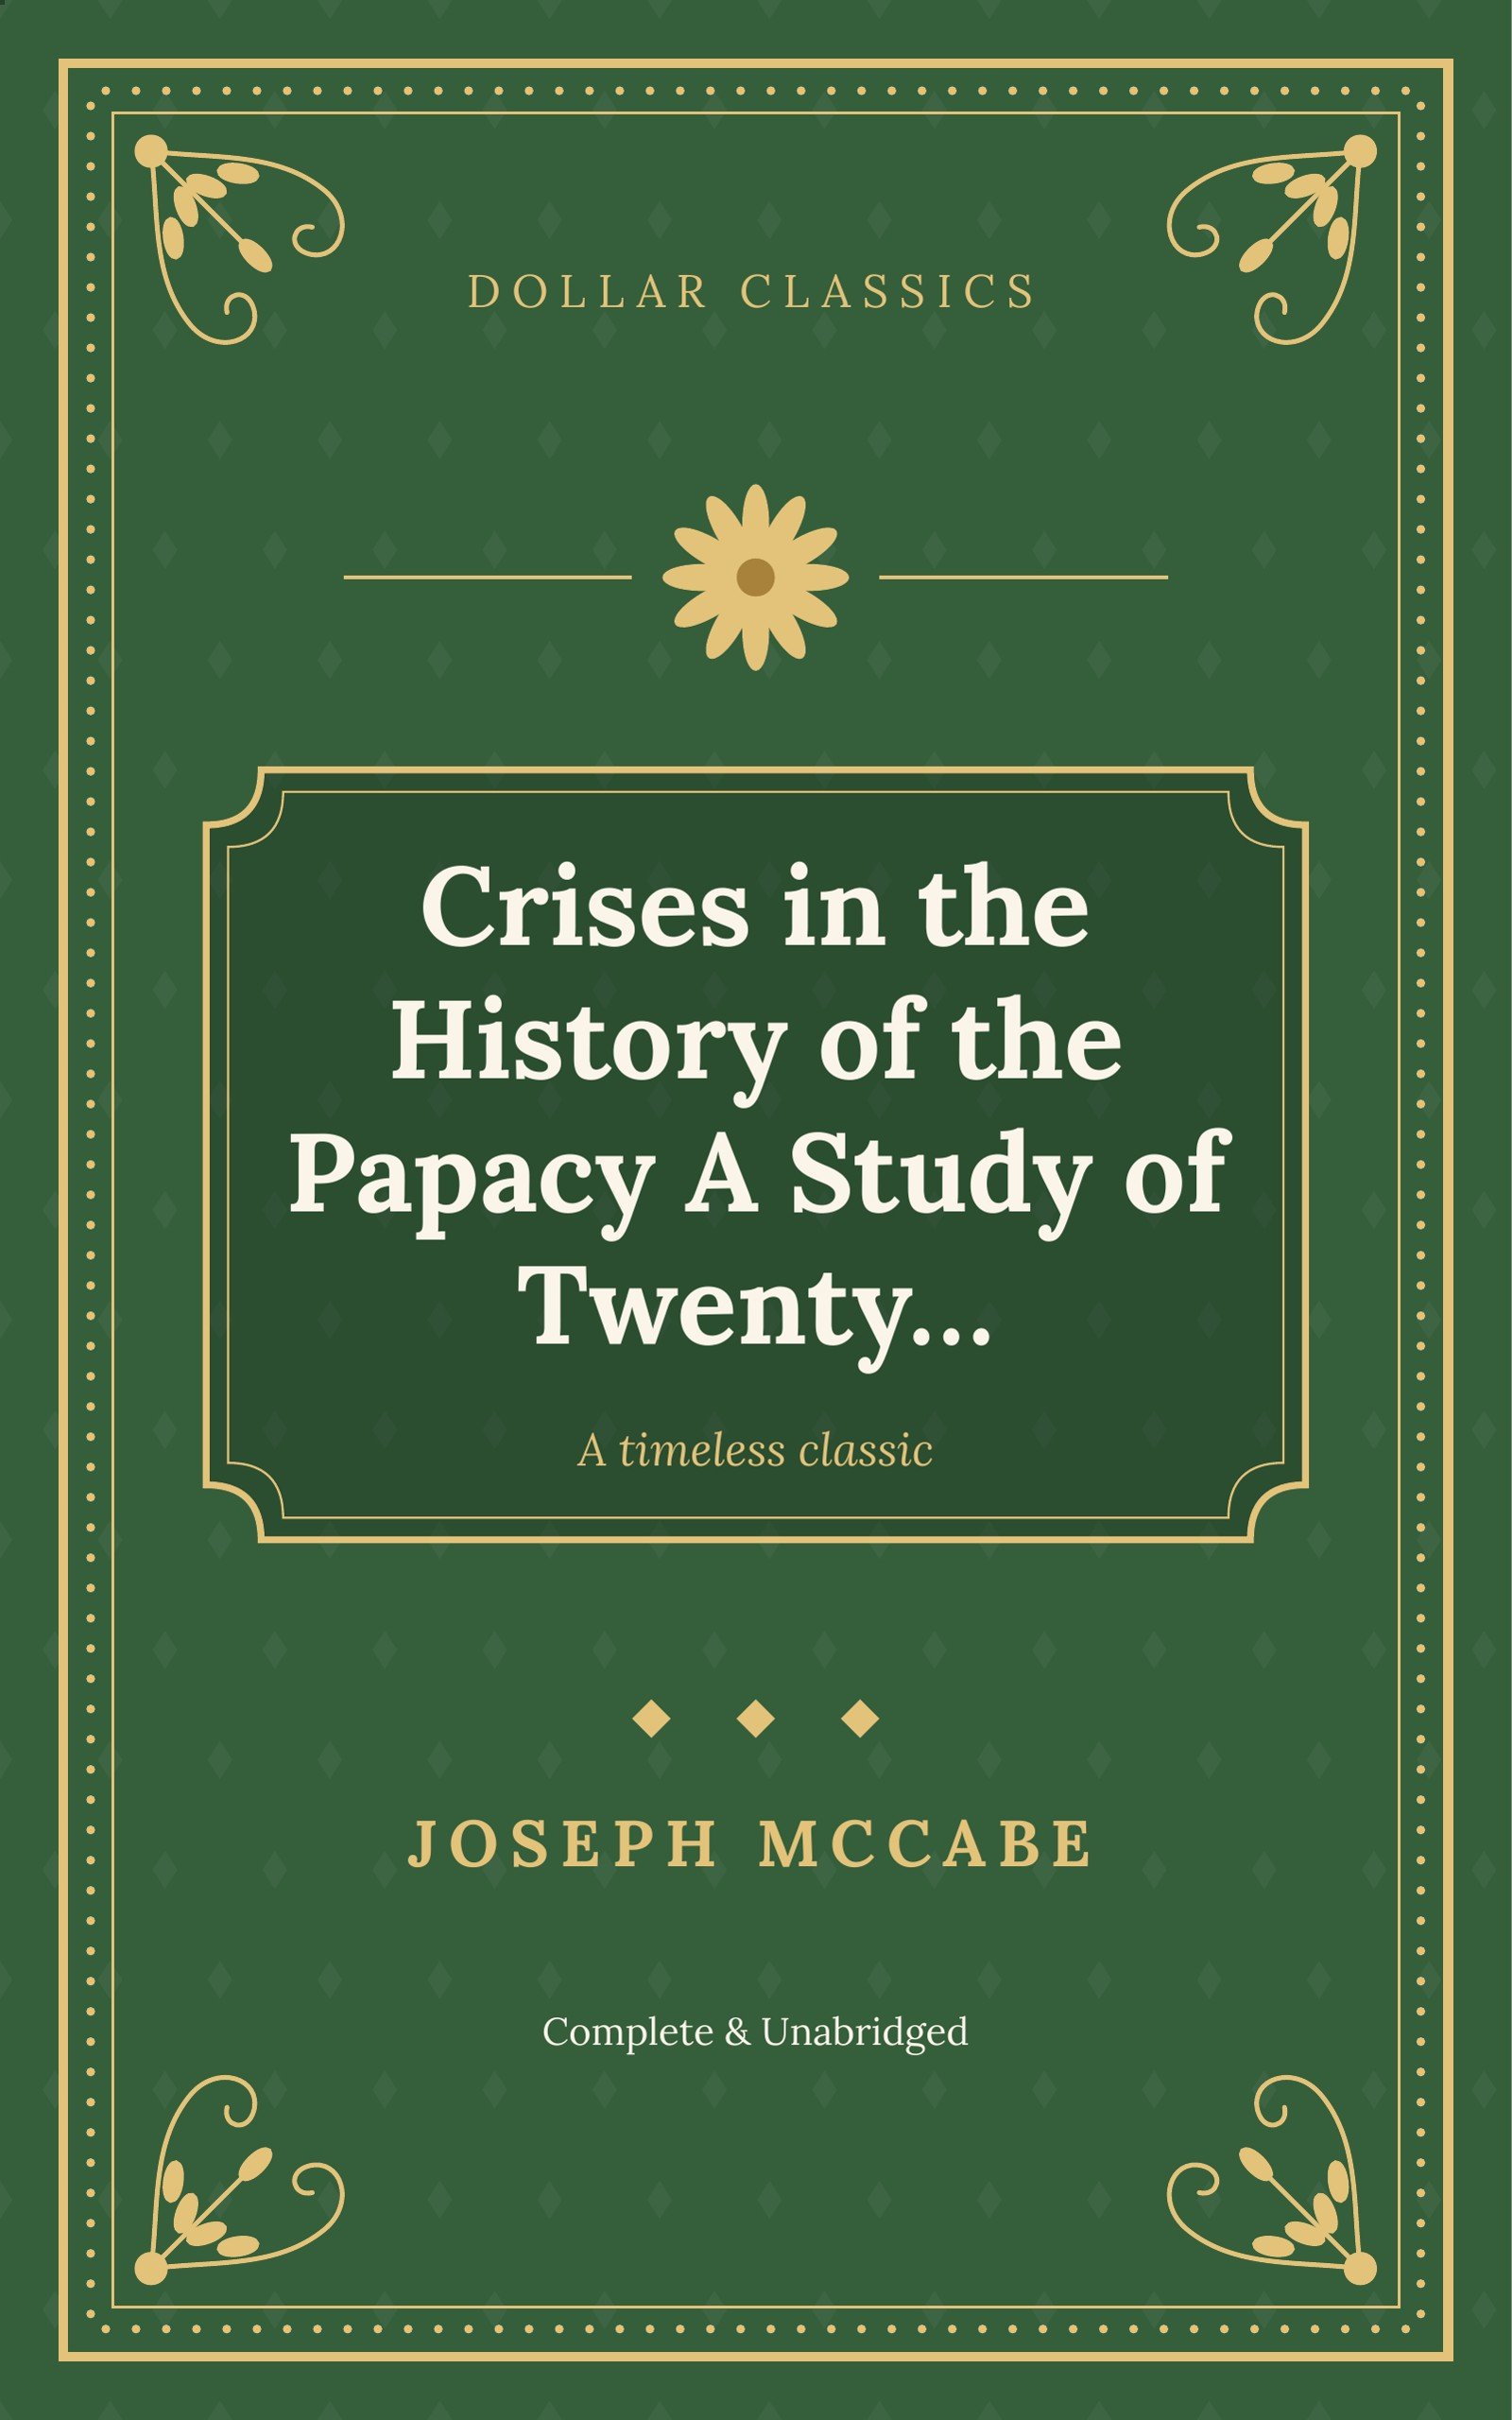 DOLLAR CLASSICS
Crises in the
History of the
Papacy A Study of
Twenty...
A timeless classic
JOSEPH MCCABE
Complete & Unabridged